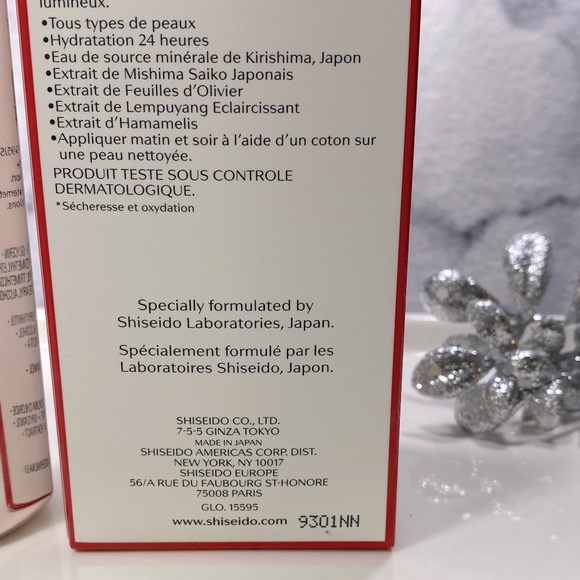 lumineux.
•Tous types de peaux
•Hydratation 24 heures
•Eau de source minérale de Kirishima, Japon
•Extrait de Mishima Saiko Japonais
•Extrait de Feuilles d'Olivier
•Extrait de Lempuyang Eclaircissant
•Extrait d'Hamamelis
•Appliquer matin et soir à l'aide d'un coton sur
une peau nettoyée.
PRODUIT TESTE SOUS CONTROLE
DERMATOLOGIQUE.
*Sécheresse et oxydation
Specially formulated by
Shiseido Laboratories, Japan.
Spécialement formulé par les
Laboratoires Shiseido, Japon.
SHISEIDO CO., LTD.
7-5-5 GINZA TOKYO
MADE IN JAPAN
SHISEIDO AMERICAS CORP. DIST.
NEW YORK, NY 10017
SHISEIDO EUROPE
56/A RUE DU FAUBOURG ST-HONORE
75008 PARIS
GLO. 15595
www.shiseido.com 9301NN